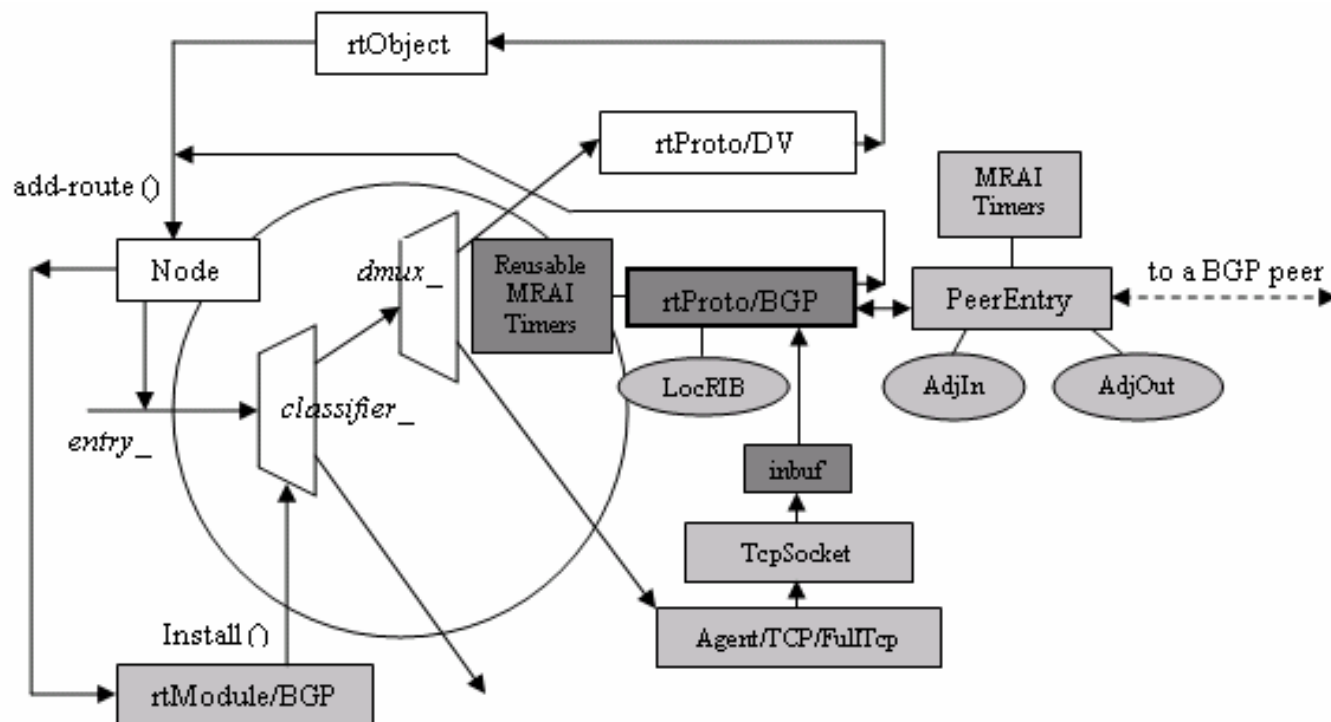 rtObject
rtProto/DV
add-route ()
MRAI
Timers
Node
dmux_
Reusable
MRAI
Timers
rtProto/BGP
PeerEntry
to a BGP peer
LocRIB
AdjIn
AdjOut
classifier_
entry_
inbuf
TcpSocket
Install ()
Agent/TCP/FullTcp
rtModule/BGP